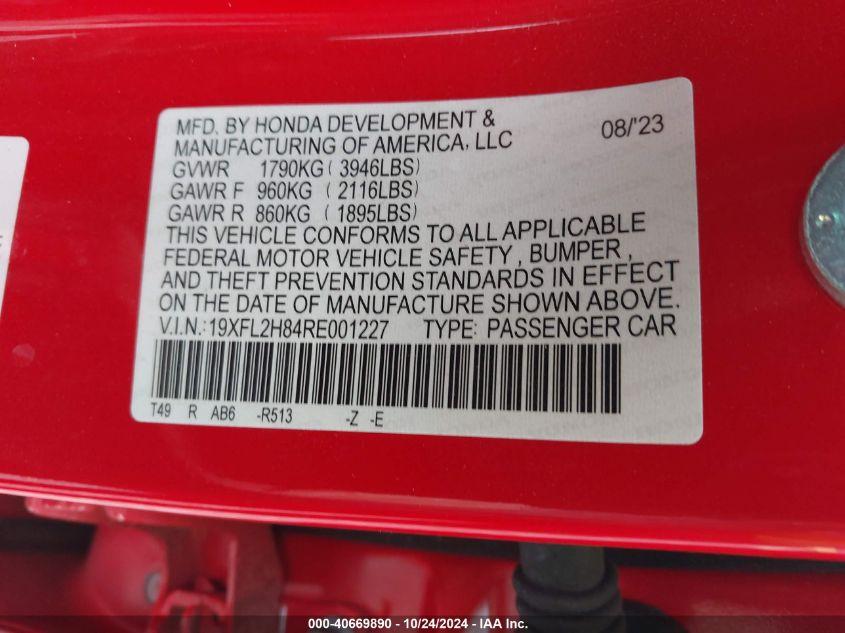 MFD. BY HONDA DEVELOPMENT &
MANUFACTURING OF AMERICA, LLC 08/'23
GVWR 1790KG ( 3946LBS)
GAWR F 960KG ( 2116LBS)
GAWR R 860KG ( 1895LBS)
THIS VEHICLE CONFORMS TO ALL APPLICABLE
FEDERAL MOTOR VEHICLE SAFETY , BUMPER ,
AND THEFT PREVENTION STANDARDS IN EFFECT
ON THE DATE OF MANUFACTURE SHOWN ABOVE.
V.I.N.:19XFL2H84RE001227 TYPE: PASSENGER CAR
T49 R AB6 -R513 -Z -E
000-40669890 - 10/24/2024 - IAA Inc.